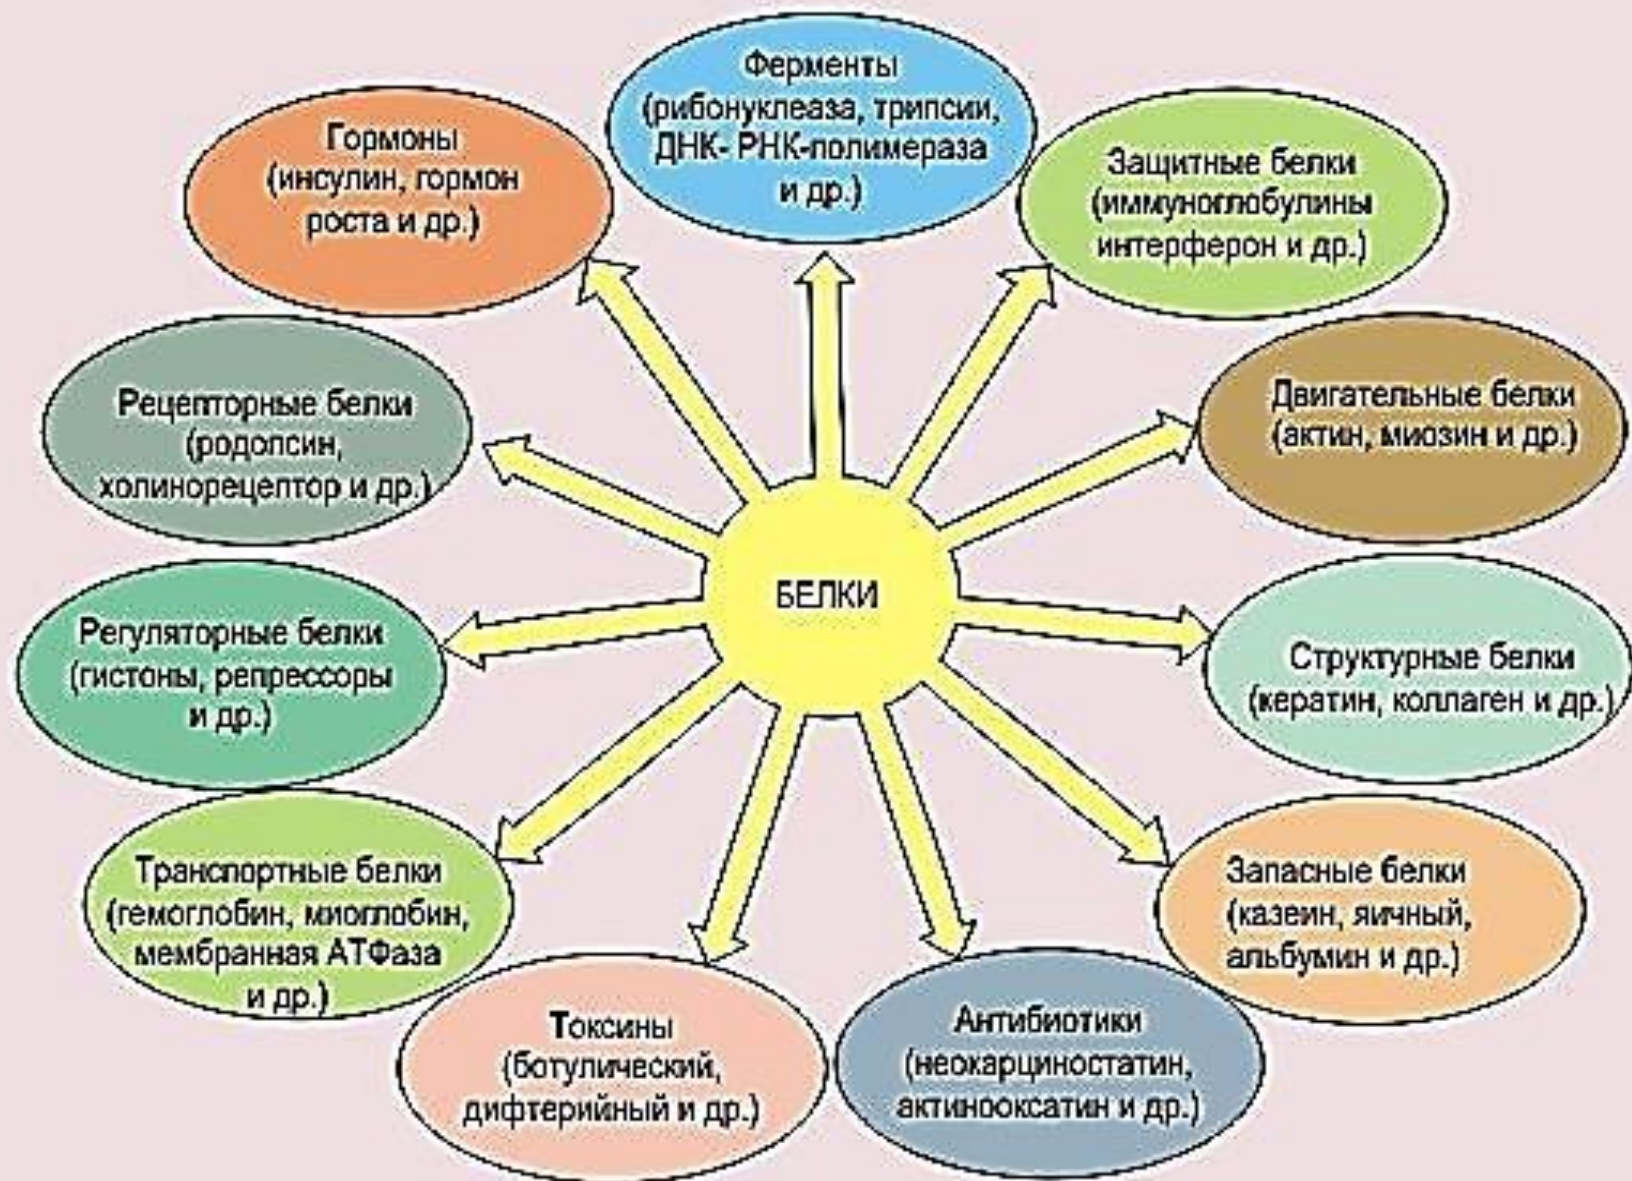 Ферменты
(рибонуклеаза, трипсии,
ДНК- РНК-полимераза
и др.)
Гормоны
(инсулин, гормон
роста и др.)
Защитные белки
(иммуноглобулины
интерферон и др.)
Рецепторные белки
(родопсин,
холинорецептор и др.)
Двигательные белки
(актин, миозин и др.)
БЕЛКИ
Регуляторные белки
(гистоны, репрессоры
и др.)
Структурные белки
(кератин, коллаген и др.)
Транспортные белки
(гемоглобин, миоглобин,
мембранная АТФаза
и др.)
Запасные белки
(казеин, яичный,
альбумин и др.)
Токсины
(ботулический,
дифтерийный и др.)
Антибиотики
(неокарциностатин,
актинооксатин и др.)